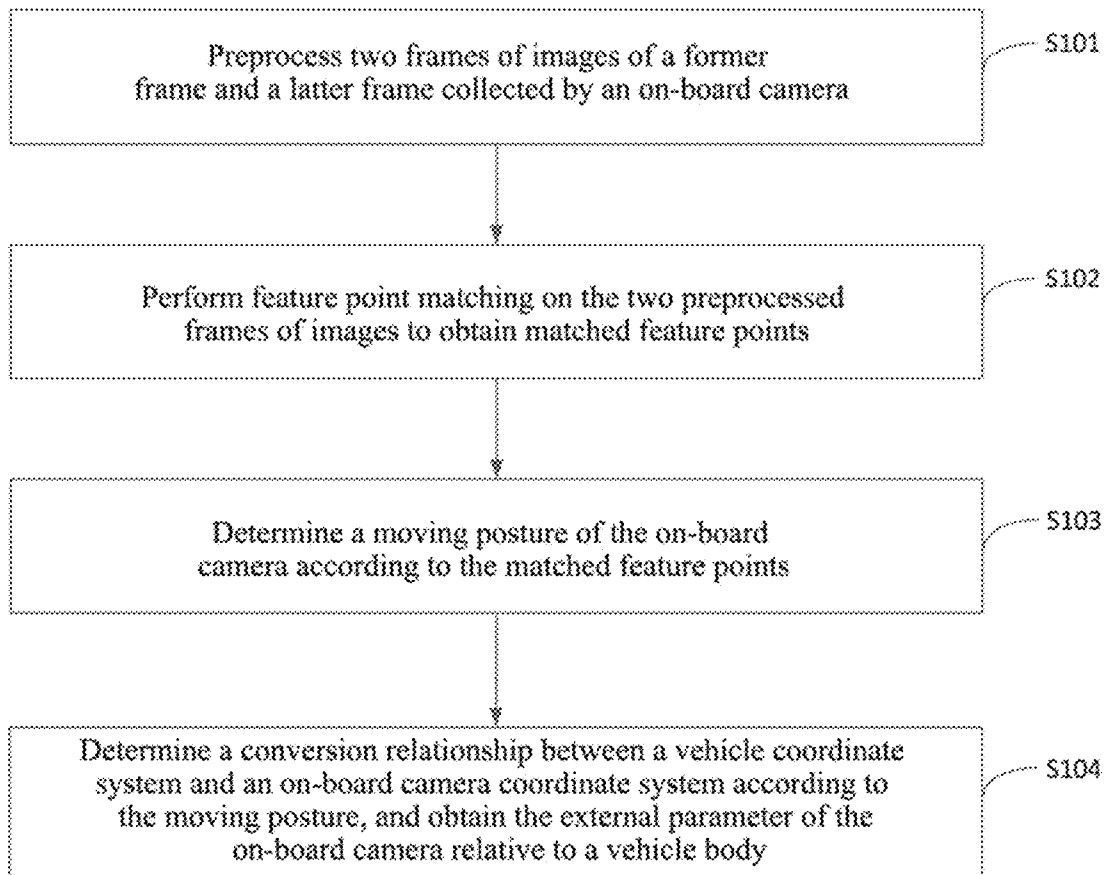 Preprocess two frames of images of a former
frame and a latter frame collected by an on-board camera
S101
Perform feature point matching on the two preprocessed
frames of images to obtain matched feature points
S102
Determine a moving posture of the on-board
camera according to the matched feature points
S103
Determine a conversion relationship between a vehicle coordinate
system and an on-board camera coordinate system according to
the moving posture, and obtain the external parameter of the
on-board camera relative to a vehicle body
S104